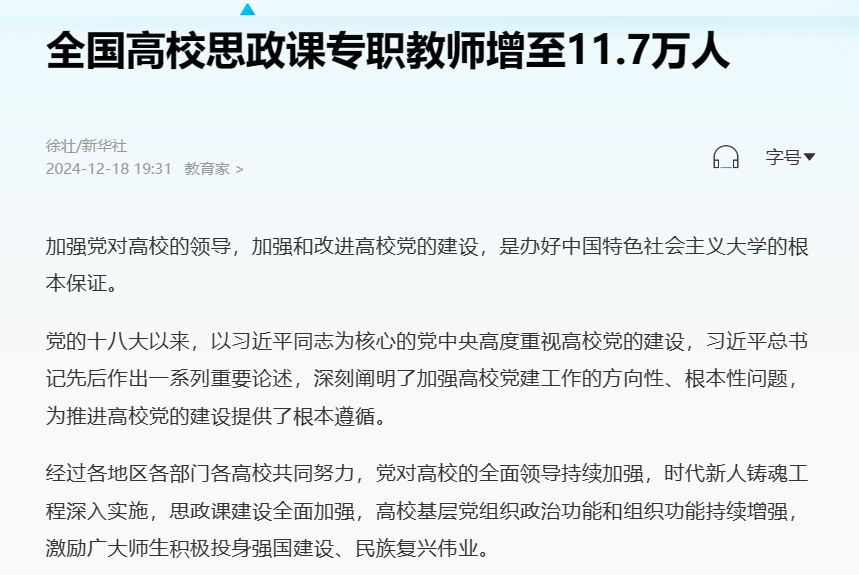 全国高校思政课专职教师增至11.7万人
徐壮/新华社
2024-12-18 19:31 教育家 >
字号▼
加强党对高校的领导，加强和改进高校党的建设，是办好中国特色社会主义大学的根
本保证。
党的十八大以来，以习近平同志为核心的党中央高度重视高校党的建设，习近平总书
记先后作出一系列重要论述，深刻阐明了加强高校党建工作的方向性、根本性问题，
为推进高校党的建设提供了根本遵循。
经过各地区各部门各高校共同努力，党对高校的全面领导持续加强，时代新人铸魂工
程深入实施，思政课建设全面加强，高校基层党组织政治功能和组织功能持续增强，
激励广大师生积极投身强国建设、民族复兴伟业。